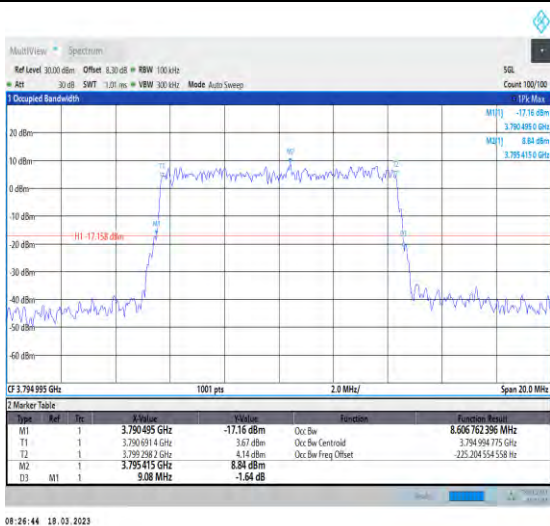 MultiView Spectrum
Ref Level 30.00 dBm Offset 8.30 dB RBW 100 kHz SGL
Att 30 dB SWT 1.01 ms VBW 300 kHz Mode Auto Sweep Count 100/100
1 Occupied Bandwidth 1Pk Max
M1[1] -17.16 dBm
3.790 495 0 GHz
M2[1] 8.84 dBm
3.795 415 0 GHz
20 dBm
10 dBm
0 dBm
-10 dBm
H1 -17.158 dBm
-20 dBm
-30 dBm
-40 dBm
-50 dBm
-60 dBm
CF 3.794 995 GHz 1001 pts 2.0 MHz/ Span 20.0 MHz
2 Marker Table
Type Ref Trc X-Value Y-Value Function Function Result
M1 1 3.790 495 GHz -17.16 dBm Occ Bw 8.606 762 396 MHz
T1 1 3.790 691 4 GHz 3.67 dBm Occ Bw Centroid 3.794 994 775 GHz
T2 1 3.799 298 2 GHz 4.14 dBm Occ Bw Freq Offset -225.204 554 558 Hz
M2 1 3.795 415 GHz 8.84 dBm
D3 M1 1 9.08 MHz -1.64 dB
08:26:44 18.03.2023